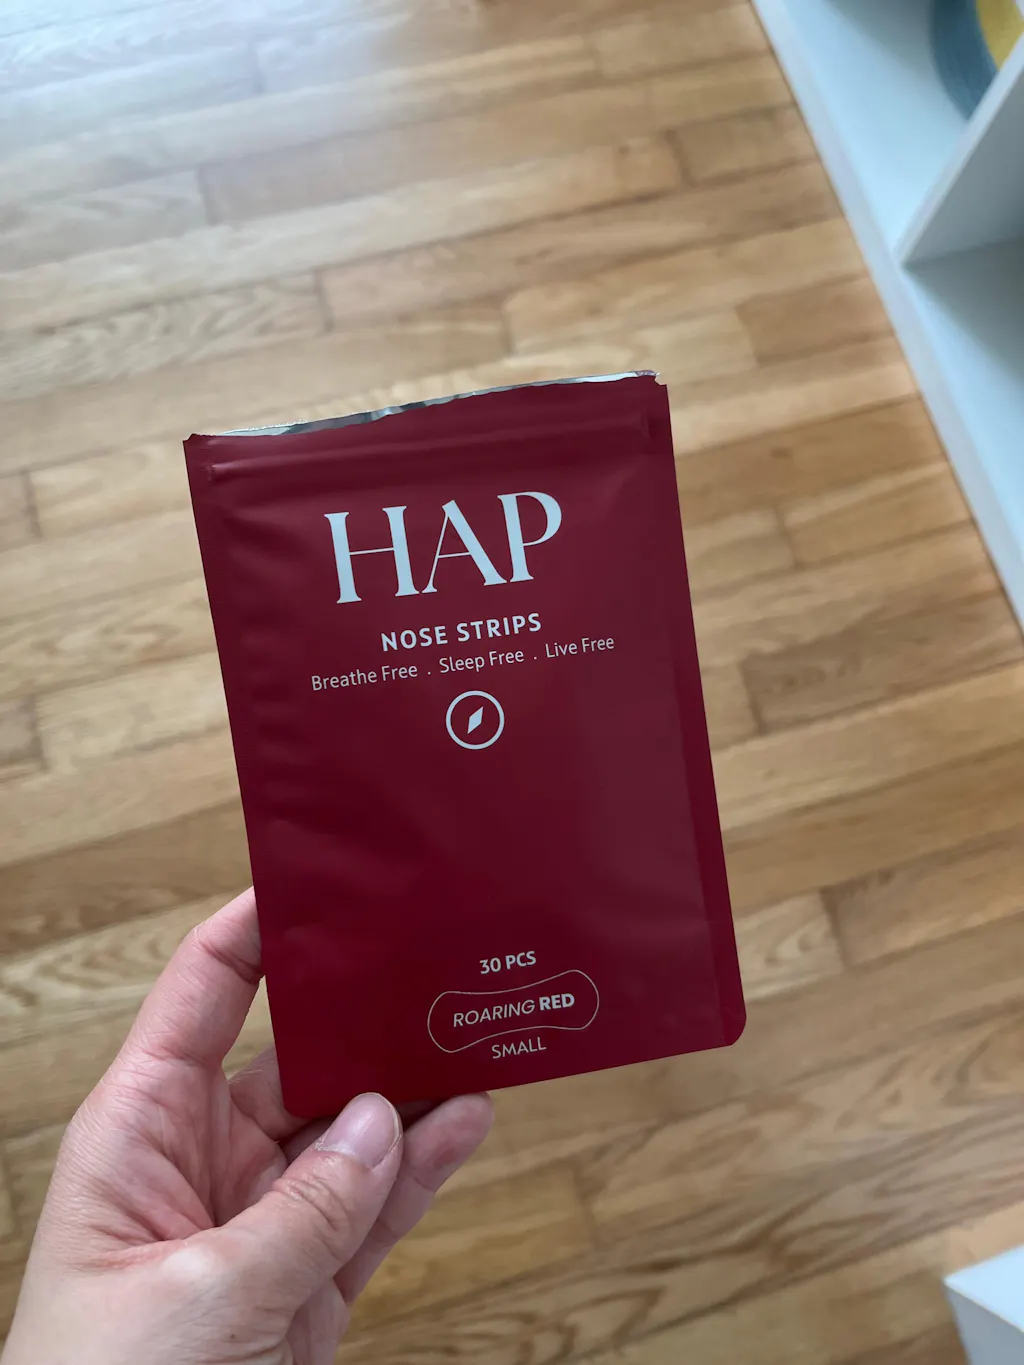 HAP
NOSE STRIPS
Breathe Free . Sleep Free . Live Free
30 PCS
ROARING RED
SMALL